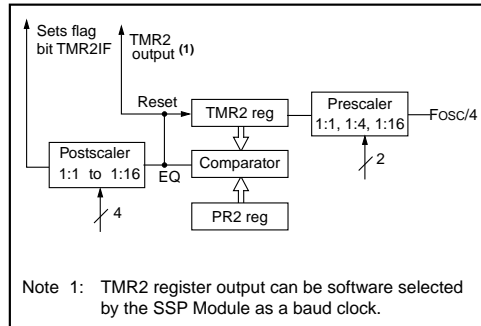 Sets flag
bit TMR2IF
TMR2
output (1)
Reset
TMR2 reg
Prescaler
1:1, 1:4, 1:16
FOSC/4
2
Postscaler
1:1 to 1:16
EQ
Comparator
4
PR2 reg
Note 1: TMR2 register output can be software selected
by the SSP Module as a baud clock.